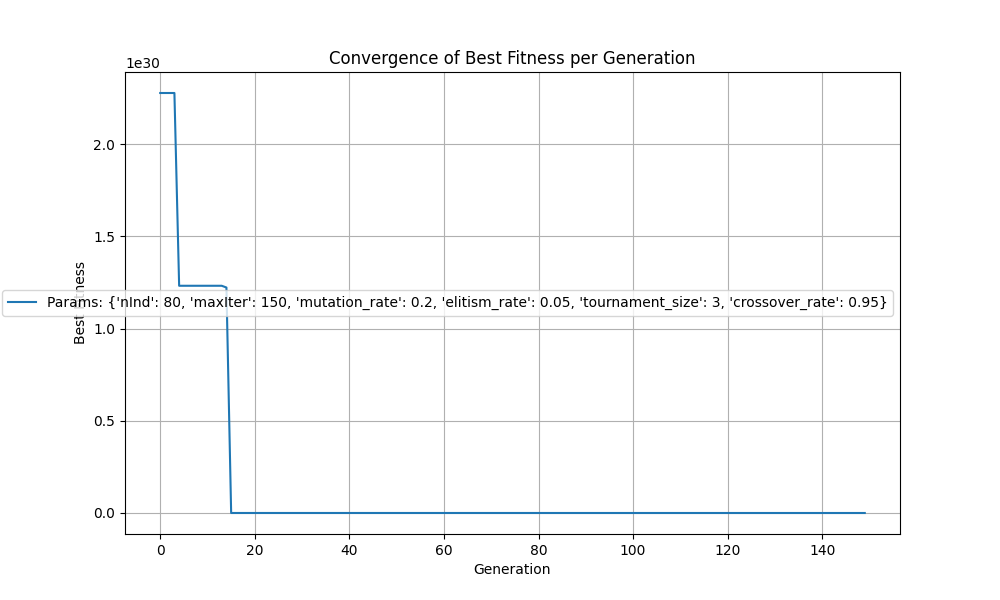 Convergence of Best Fitness per Generation
1e30
2.0
1.5
1.0
0.5
0.0
Best
Params: {'nInd': 80, 'maxIter': 150, 'mutation_rate': 0.2, 'elitism_rate': 0.05, 'tournament_size': 3, 'crossover_rate': 0.95}
0 20 40 60 80 100 120 140
Generation